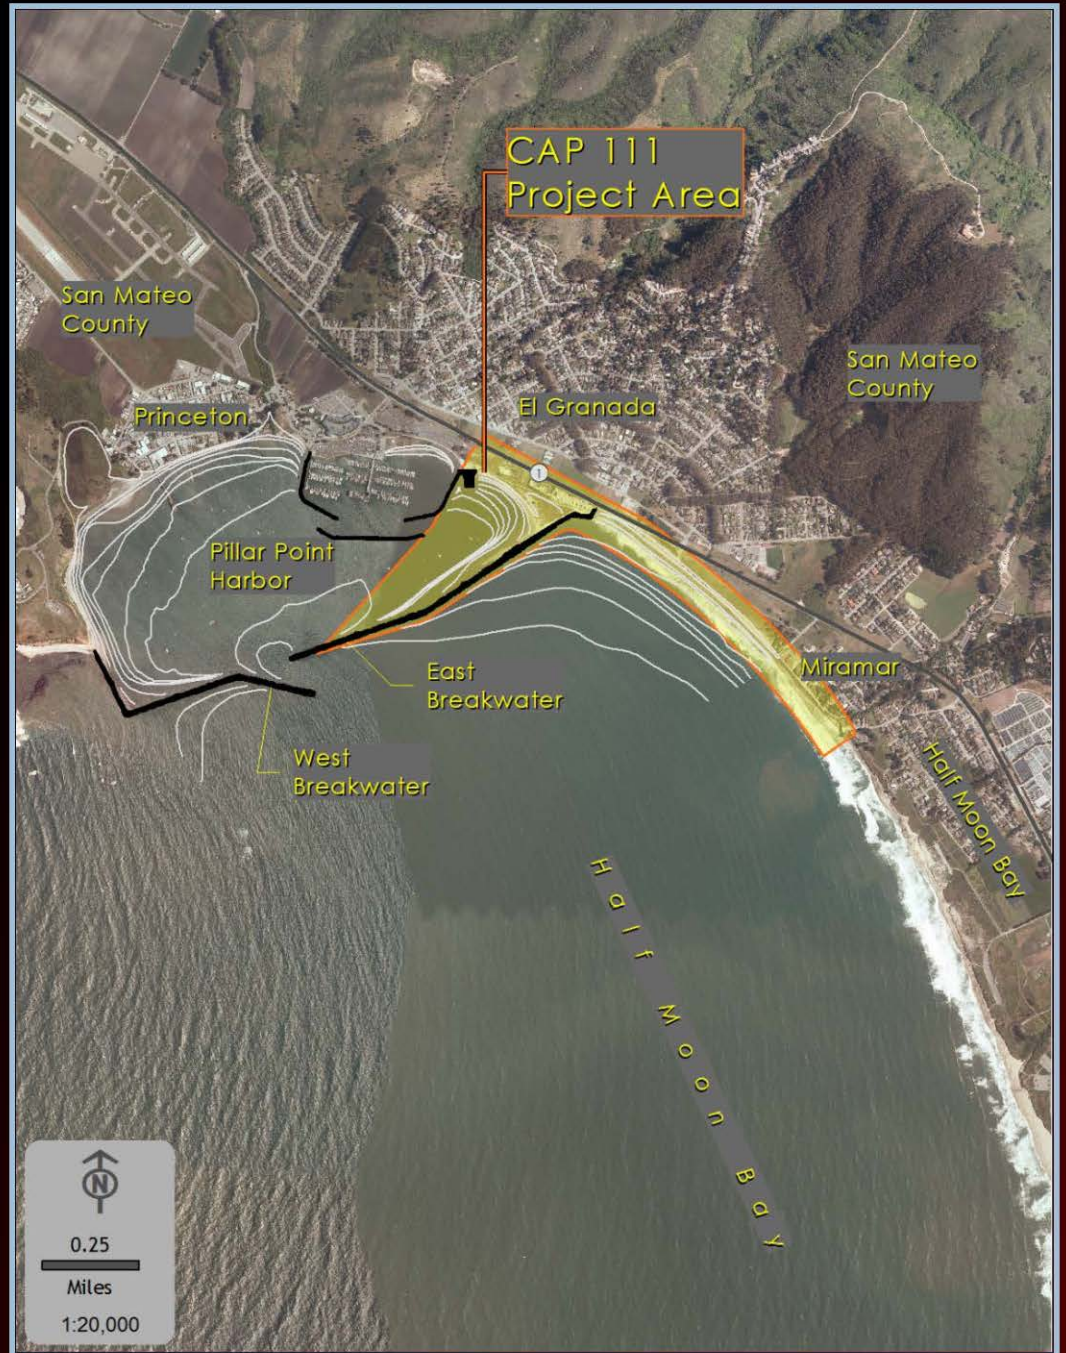 CAP 111
Project Area
San Mateo
County
San Mateo
County
Princeton
El Granada
1
Pillar Point
Harbor
East
Breakwater
Miramar
West
Breakwater
Half Moon Bay
Half Moon Bay
N
0.25
Miles
1:20,000